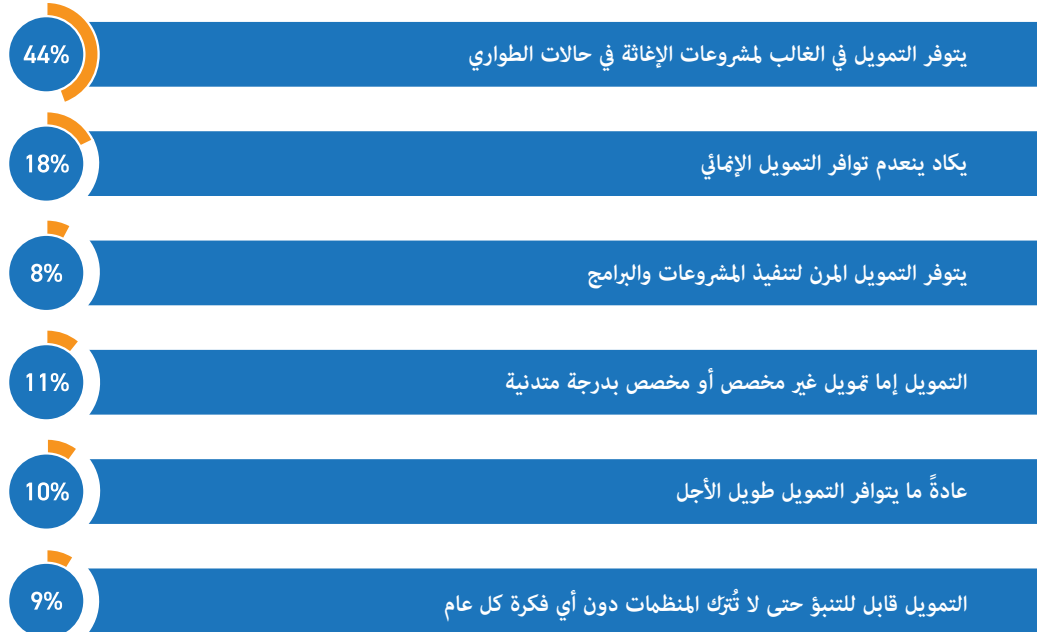 يتوفر التمويل في الغالب لمشروعات الإغاثة في حالات الطواري
44%
يكاد ينعدم توافر التمويل الإنمائي
18%
يتوفر التمويل المرن لتنفيذ المشروعات والبرامج
8%
التمويل إما تمويل غير مخصص أو مخصص بدرجة متدنية
11%
عادةً ما يتوافر التمويل طويل الأجل
10%
التمويل قابل للتنبؤ حتى لا تُترك المنظمات دون أي فكرة كل عام
9%